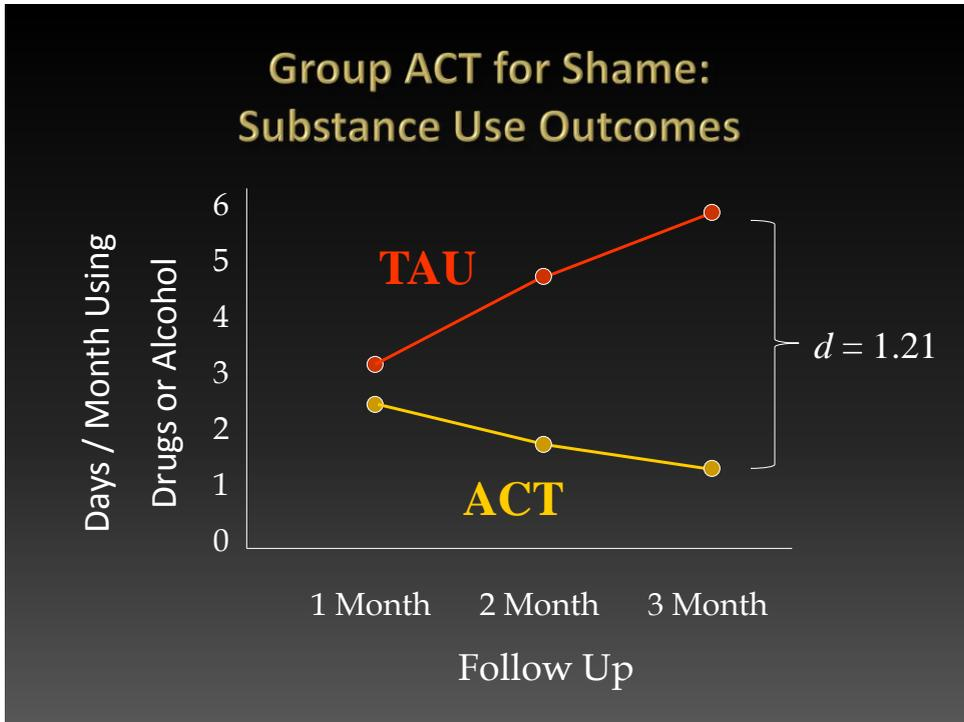 Group ACT for Shame:
Substance Use Outcomes
Days / Month Using
Drugs or Alcohol
6
5
4
3
2
1
0
TAU
ACT
d = 1.21
1 Month 2 Month 3 Month
Follow Up